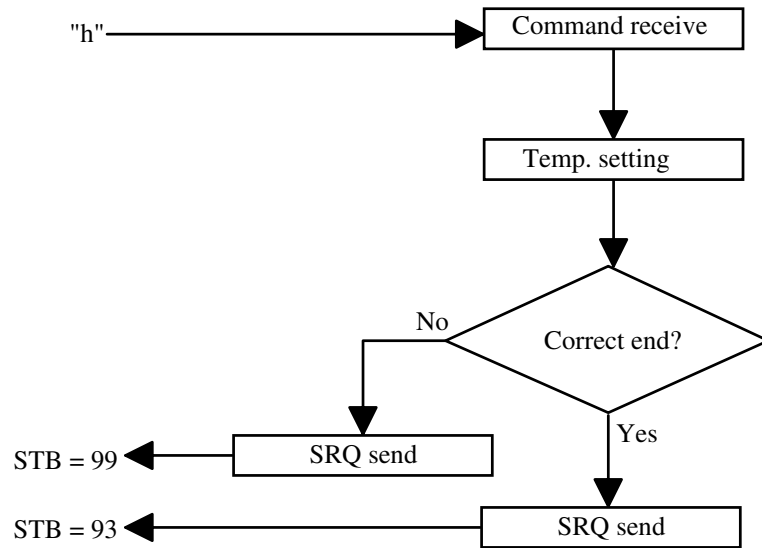 "h"
Command receive
Temp. setting
Correct end?
No
Yes
STB = 99
SRQ send
STB = 93
SRQ send